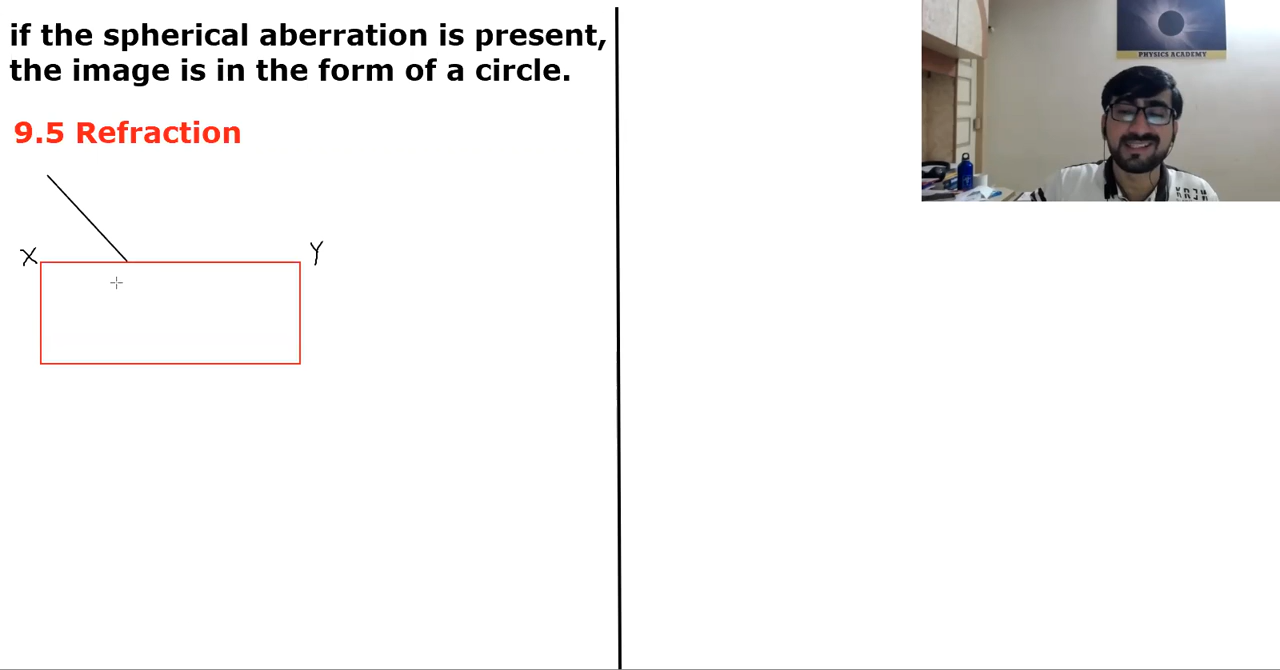 if the spherical aberration is present,
the image is in the form of a circle.
9.5 Refraction
X Y
PHYSICS ACADEMY